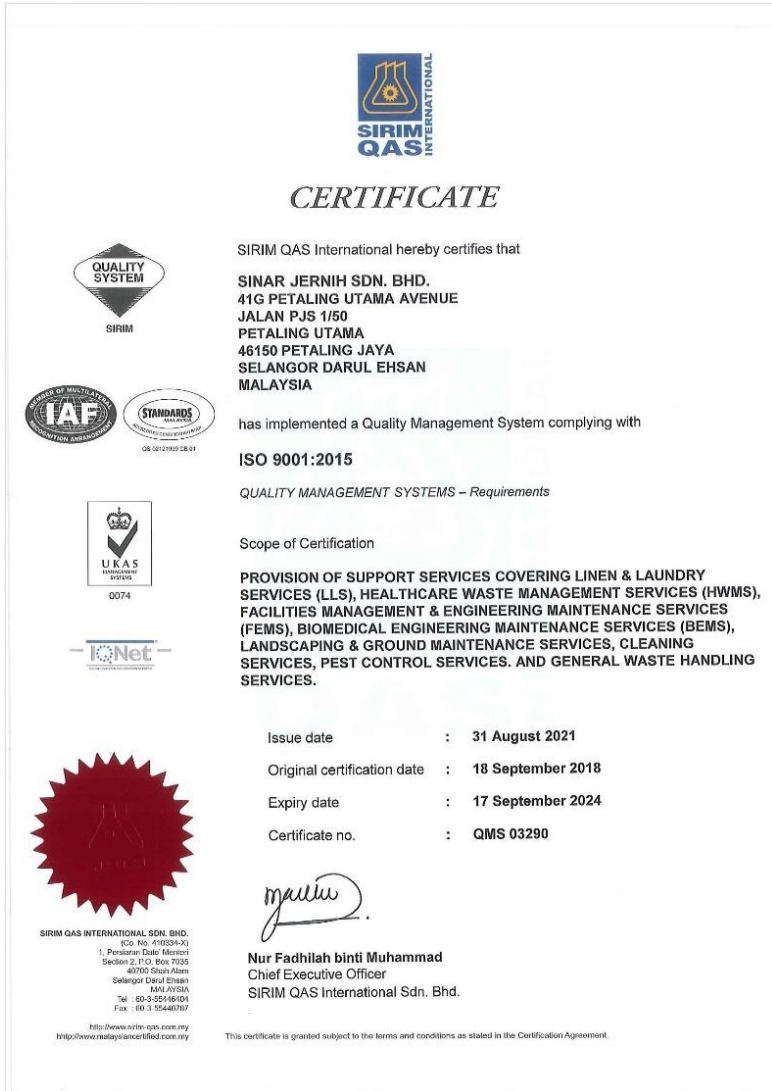 SIRIM
QAS
INTERNATIONAL
CERTIFICATE
SIRIM QAS International hereby certifies that
SINAR JERNIH SDN. BHD.
41G PETALING UTAMA AVENUE
JALAN PJS 1/50
PETALING UTAMA
46150 PETALING JAYA
SELANGOR DARUL EHSAN
MALAYSIA
QUALITY
SYSTEM
SIRIM
MEMBER OF MULTILATERAL
IAF
RECOGNITION ARRANGEMENT
STANDARDS
MALAYSIA
has implemented a Quality Management System complying with
ISO 9001:2015
QUALITY MANAGEMENT SYSTEMS – Requirements
UKAS
MANAGEMENT
SYSTEMS
0074
IQNet
Scope of Certification
PROVISION OF SUPPORT SERVICES COVERING LINEN & LAUNDRY
SERVICES (LLS), HEALTHCARE WASTE MANAGEMENT SERVICES (HWMS),
FACILITIES MANAGEMENT & ENGINEERING MAINTENANCE SERVICES
(FEMS), BIOMEDICAL ENGINEERING MAINTENANCE SERVICES (BEMS),
LANDSCAPING & GROUND MAINTENANCE SERVICES, CLEANING
SERVICES, PEST CONTROL SERVICES. AND GENERAL WASTE HANDLING
SERVICES.
Issue date : 31 August 2021
Original certification date : 18 September 2018
Expiry date : 17 September 2024
Certificate no. : QMS 03290
Nur Fadhilah binti Muhammad
Chief Executive Officer
SIRIM QAS International Sdn. Bhd.
SIRIM QAS INTERNATIONAL SDN. BHD.
(Co. No. 410334-X)
1, Persiaran Dato' Menteri
Section 2, P.O. Box 7035
40700 Shah Alam
Selangor Darul Ehsan
MALAYSIA
Tel : 60-3-55446404
Fax : 60-3-55446787
http://www.sirim-qas.com.my
hhtp://www.malaysiancertified.com.my
This certificate is granted subject to the terms and conditions as stated in the Certification Agreement.